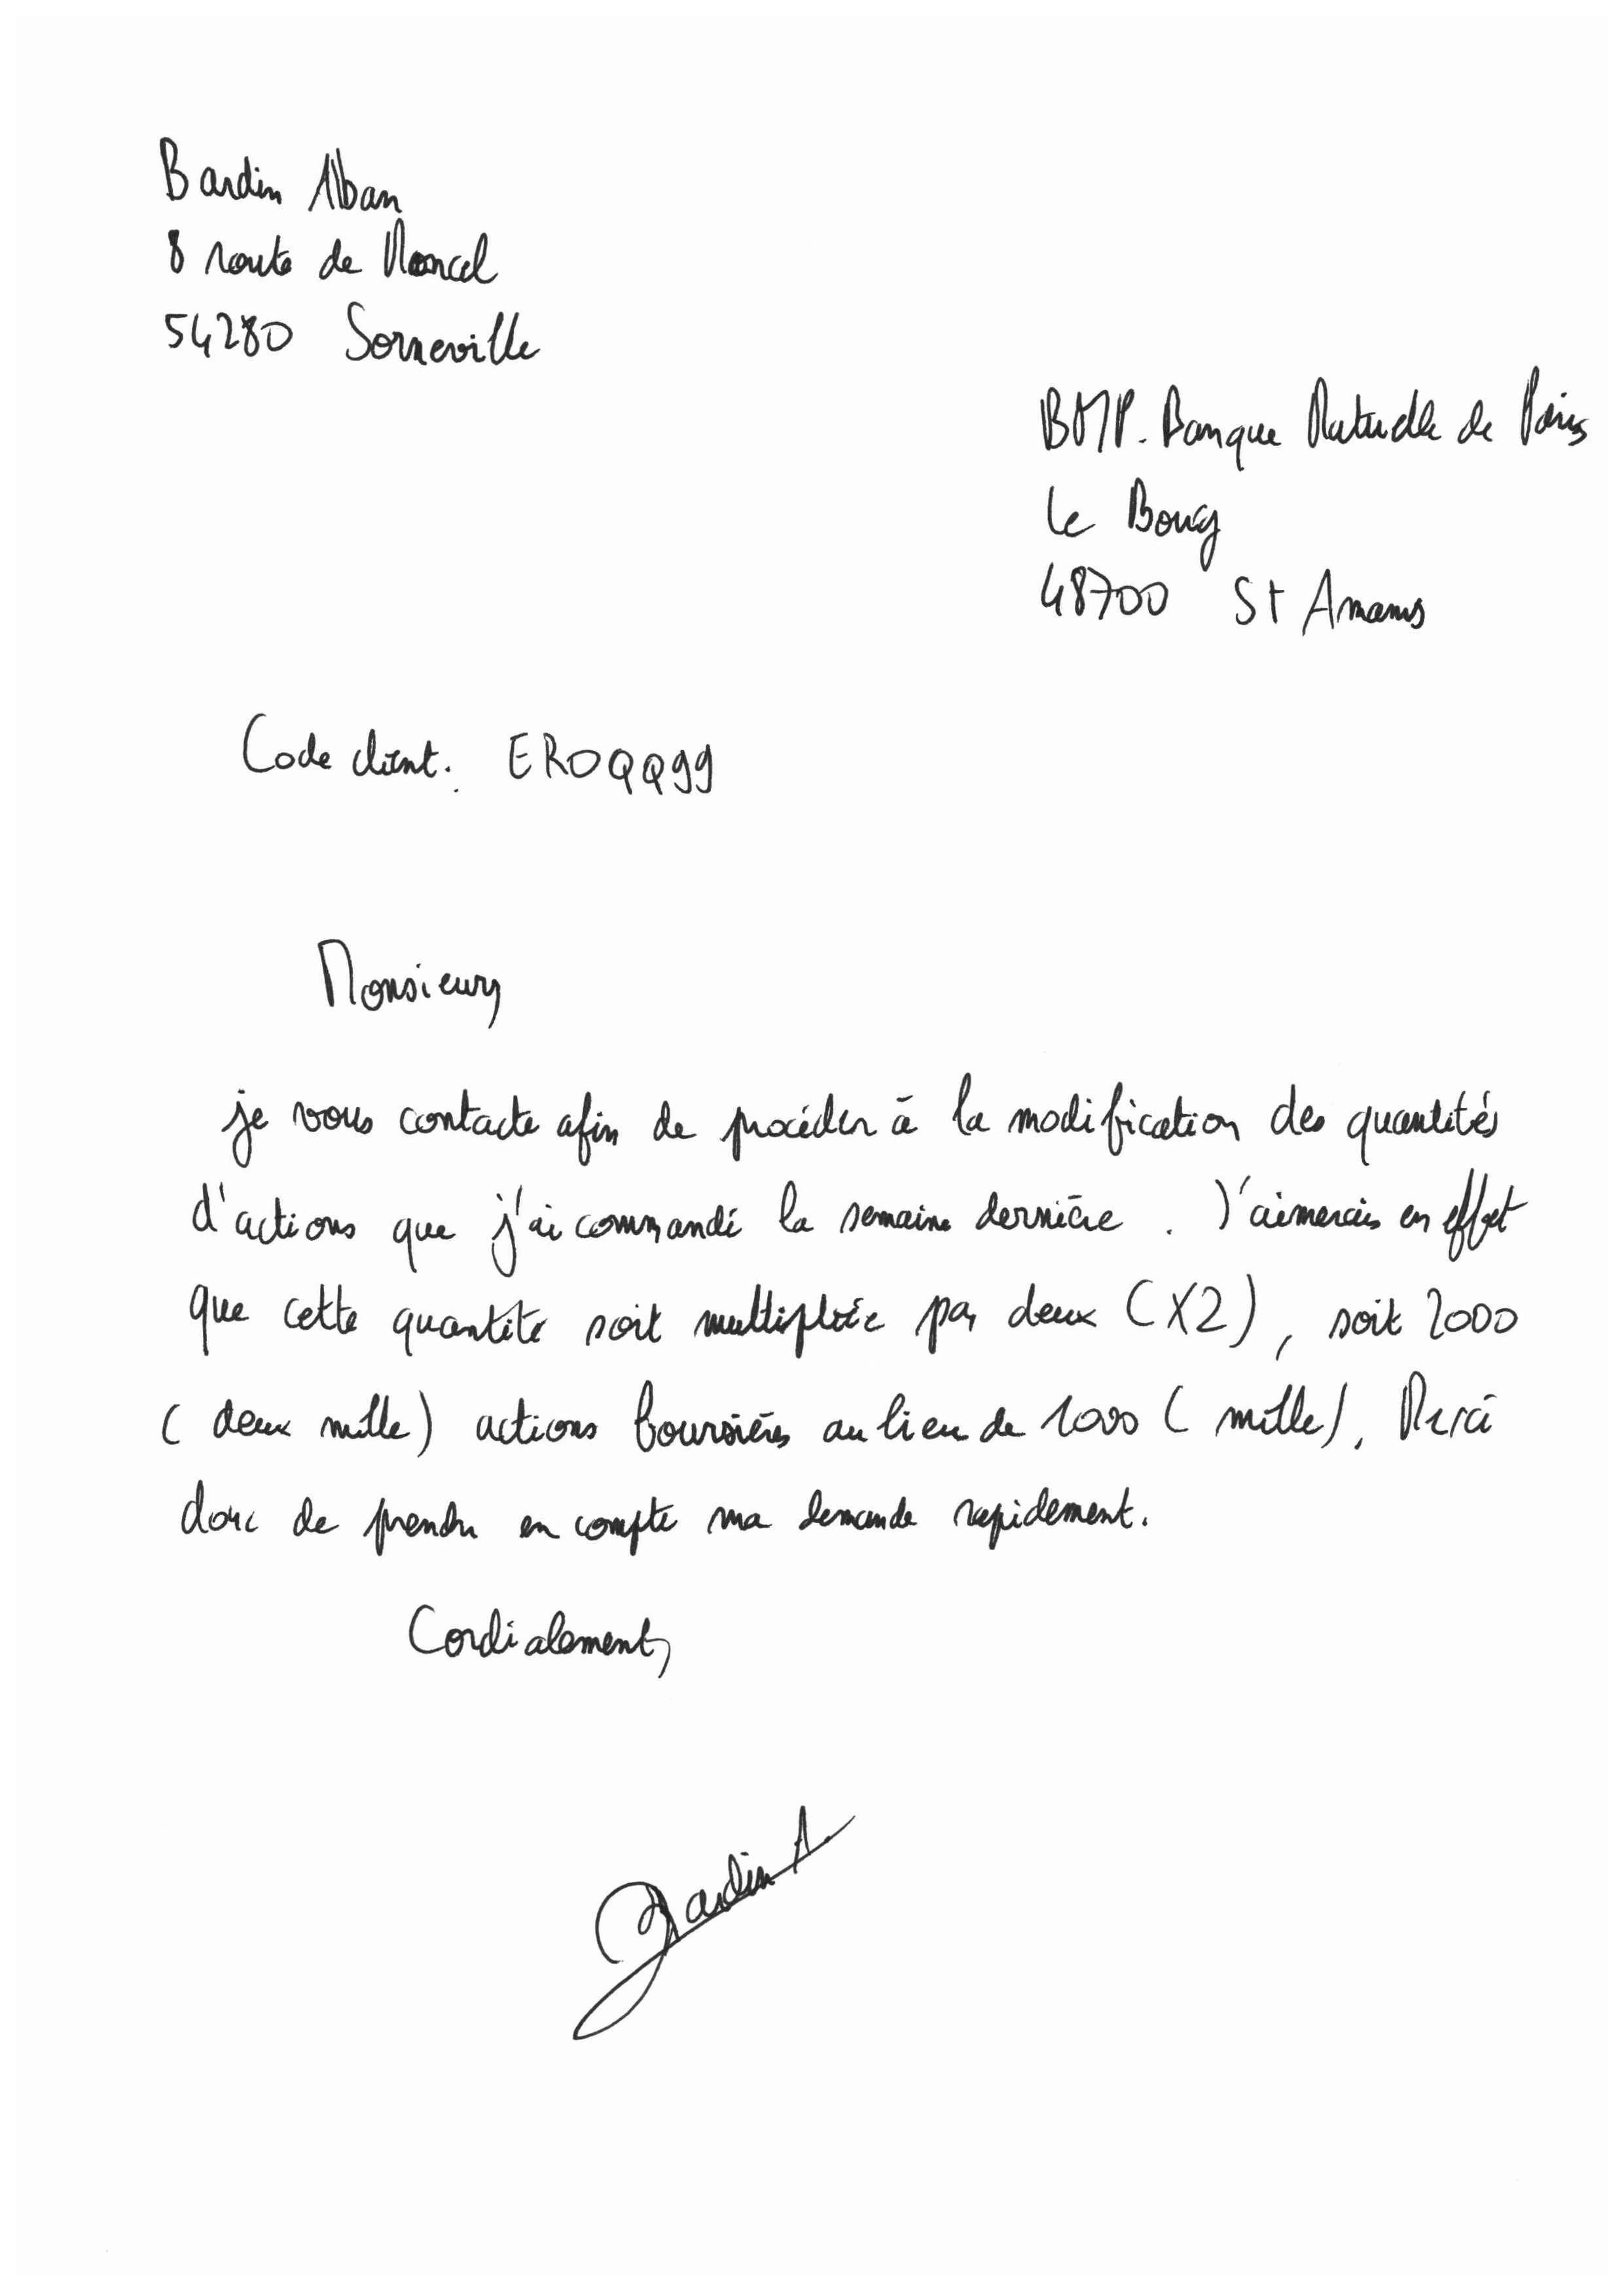 Bardin Alban
8 route de Moncel
54280 Sorneville
BMP. Banque Mutuelle de Paris
Le Bourg
48700 St Amans
Code client : EROQQ99
Monsieur,
je vous contacte afin de procéder à la modification des quantités
d'actions que j'ai commandé la semaine dernière. J'aimerais en effet
que cette quantité soit multipliée par deux (X2), soit 2000
(deux mille) actions boursières au lieu de 1000 (mille). Merci
donc de prendre en compte ma demande rapidement.
Cordialement,
Bardin A.